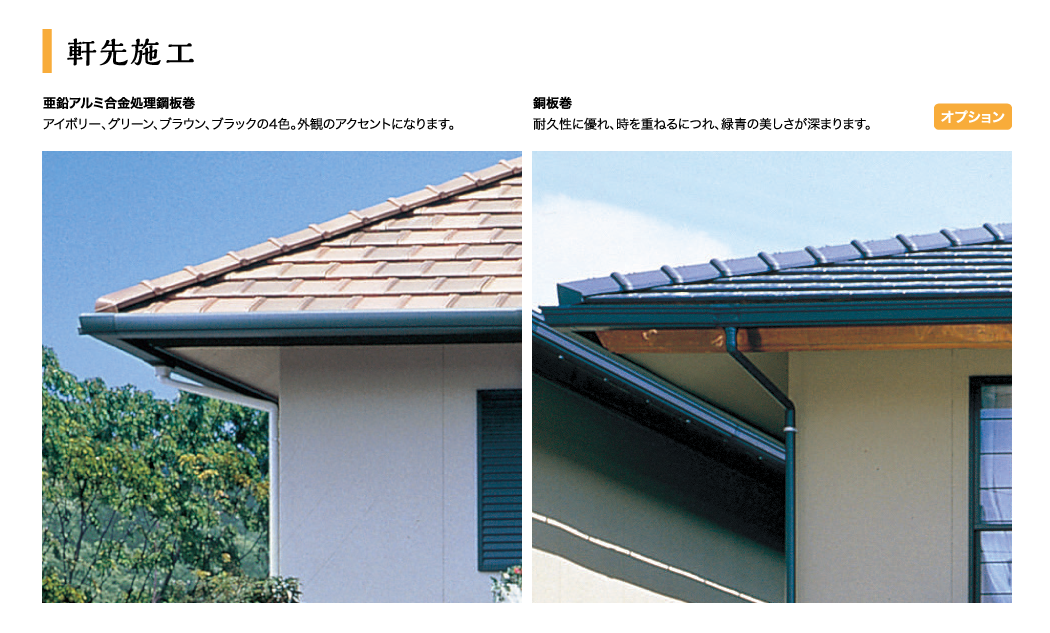 軒先施工
亜鉛アルミ合金処理鋼板巻
アイボリー、グリーン、ブラウン、ブラックの4色。外観のアクセントになります。
銅板巻
耐久性に優れ、時を重ねるにつれ、緑青の美しさが深まります。
オプション